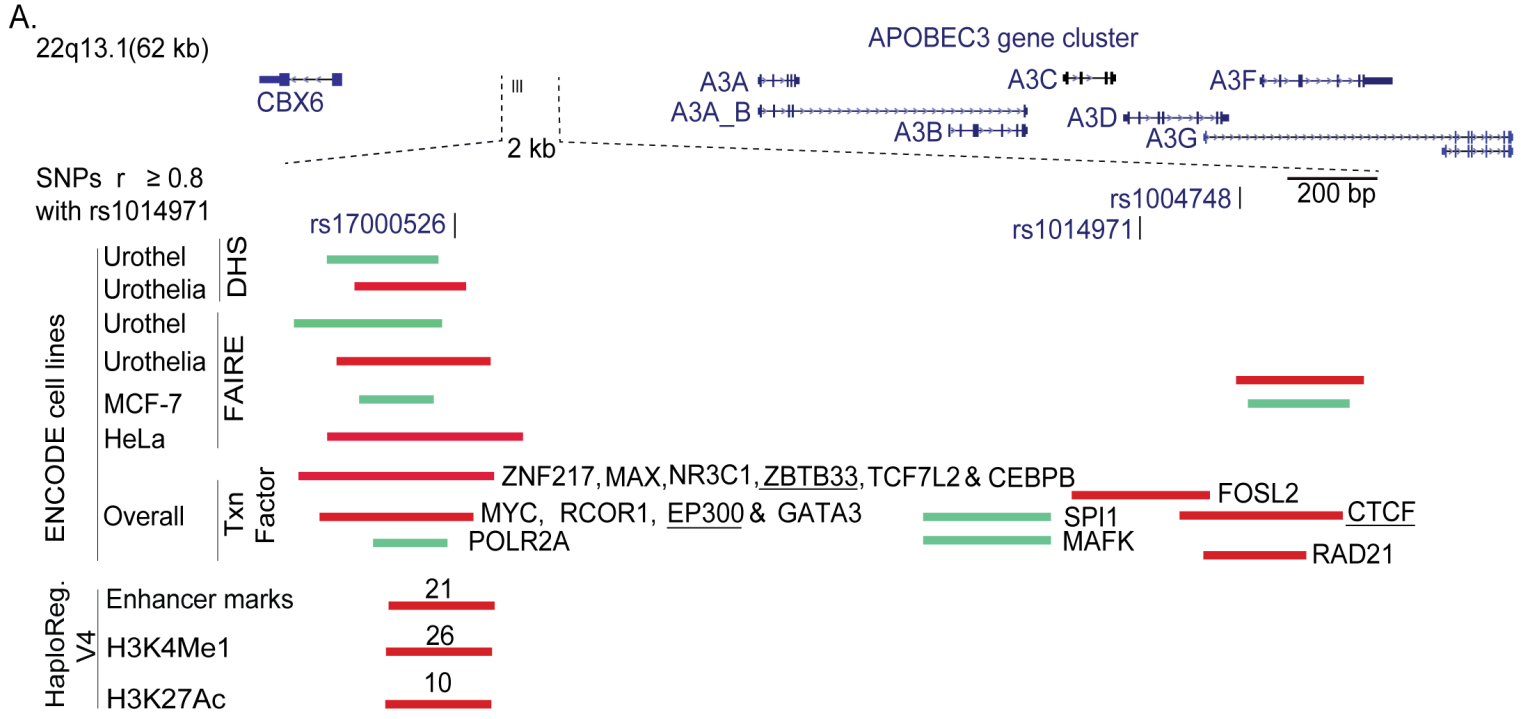 A.
22q13.1(62 kb)
APOBEC3 gene cluster
CBX6
A3A
A3C
A3F
A3A_B
A3B
A3D
A3G
2 kb
SNPs r ≥ 0.8
with rs1014971
200 bp
rs1004748
rs17000526
rs1014971
ENCODE cell lines
Urothel
Urothelia
DHS
Urothel
Urothelia
MCF-7
HeLa
FAIRE
Overall
Txn
Factor
ZNF217, MAX, NR3C1, ZBTB33, TCF7L2 & CEBPB
MYC, RCOR1, EP300 & GATA3
POLR2A
SPI1
MAFK
FOSL2
CTCF
RAD21
HaploReg.
V4
Enhancer marks
21
H3K4Me1
26
H3K27Ac
10